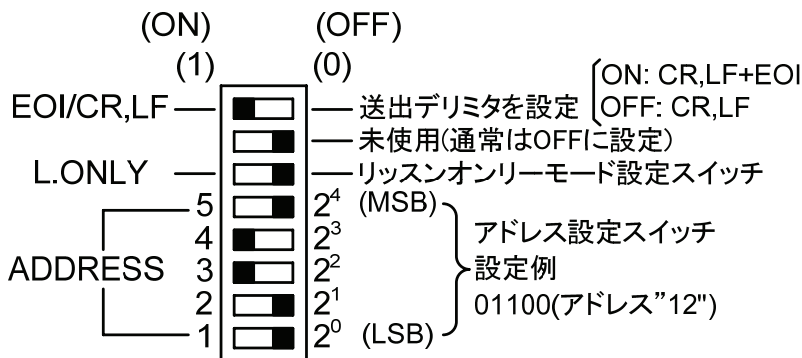 (ON) (OFF)
(1) (0)
EOI/CR,LF 送出デリミタを設定 ON: CR,LF+EOI
OFF: CR,LF
未使用(通常はOFFに設定)
L.ONLY リッスンオンリーモード設定スイッチ
5 2⁴ (MSB)
4 2³ アドレス設定スイッチ
ADDRESS 3 2² 設定例
2 2¹ 01100(アドレス”12")
1 2⁰ (LSB)